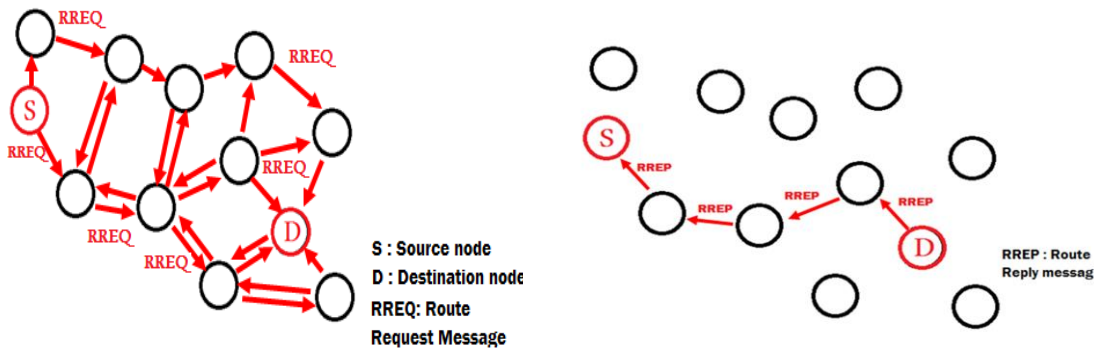 RREQ
RREQ
S
RREQ
RREQ
RREQ
D
RREQ
S : Source node
D : Destination node
RREQ: Route
Request Message
S
RREP
RREP
RREP
RREP
D
RREP : Route
Reply messag